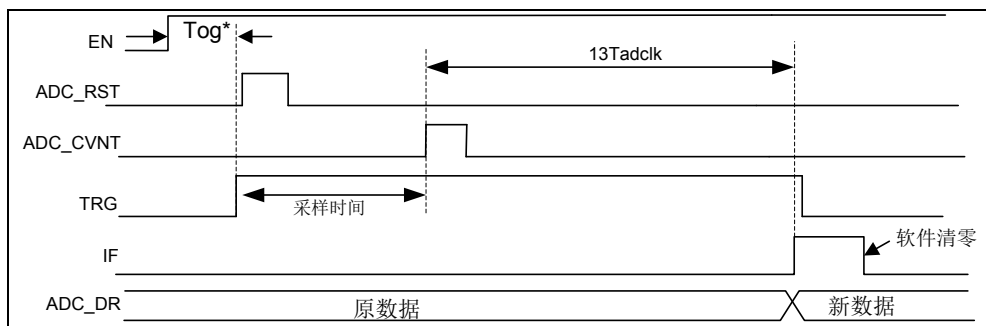 EN
Tog*
13Tadclk
ADC_RST
ADC_CVNT
TRG
采样时间
IF
软件清零
ADC_DR
原数据
新数据